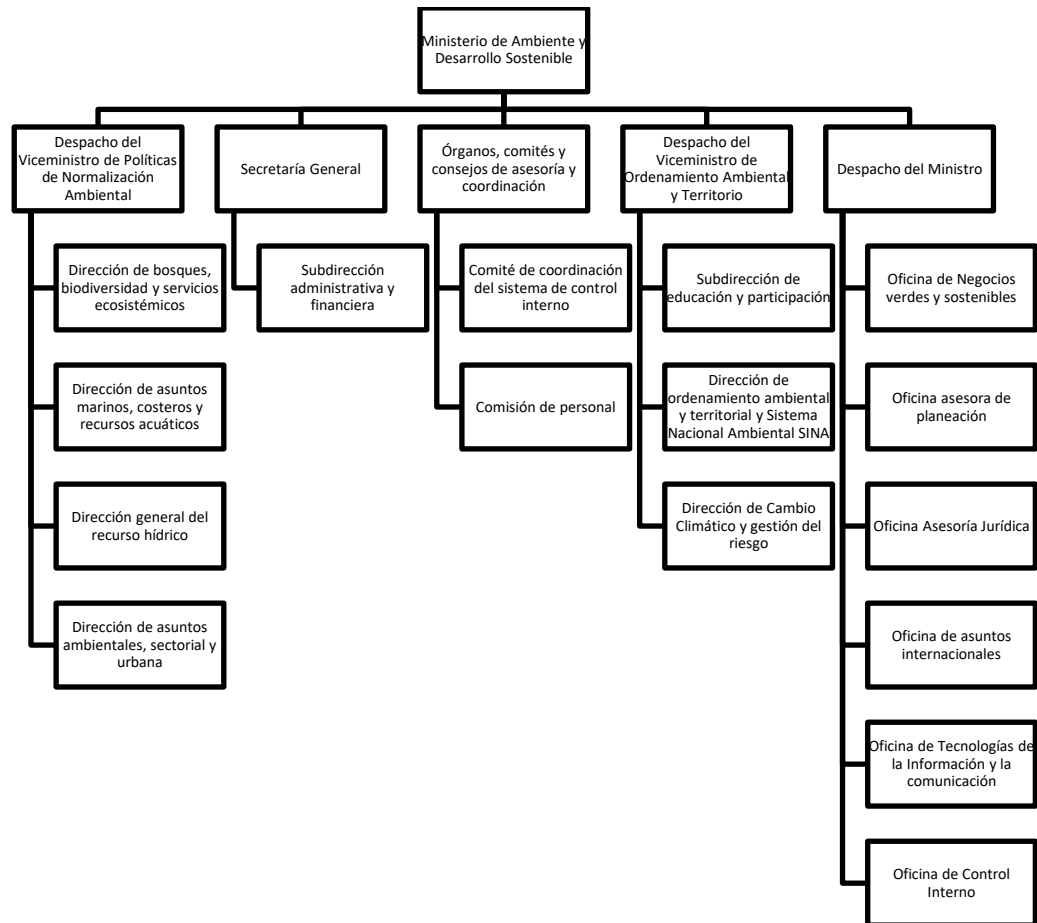 Ministerio de Ambiente y
Desarrollo Sostenible
Despacho del
Viceministro de Políticas
de Normalización
Ambiental
Secretaría General
Órganos, comités y
consejos de asesoría y
coordinación
Despacho del
Viceministro de
Ordenamiento Ambiental
y Territorio
Despacho del Ministro
Dirección de bosques,
biodiversidad y servicios
ecosistémicos
Dirección de asuntos
marinos, costeros y
recursos acuáticos
Dirección general del
recurso hídrico
Dirección de asuntos
ambientales, sectorial y
urbana
Subdirección
administrativa y
financiera
Comité de coordinación
del sistema de control
interno
Comisión de personal
Subdirección de
educación y participación
Dirección de
ordenamiento ambiental
y territorial y Sistema
Nacional Ambiental SINA
Dirección de Cambio
Climático y gestión del
riesgo
Oficina de Negocios
verdes y sostenibles
Oficina asesora de
planeación
Oficina Asesoría Jurídica
Oficina de asuntos
internacionales
Oficina de Tecnologías de
la Información y la
comunicación
Oficina de Control
Interno